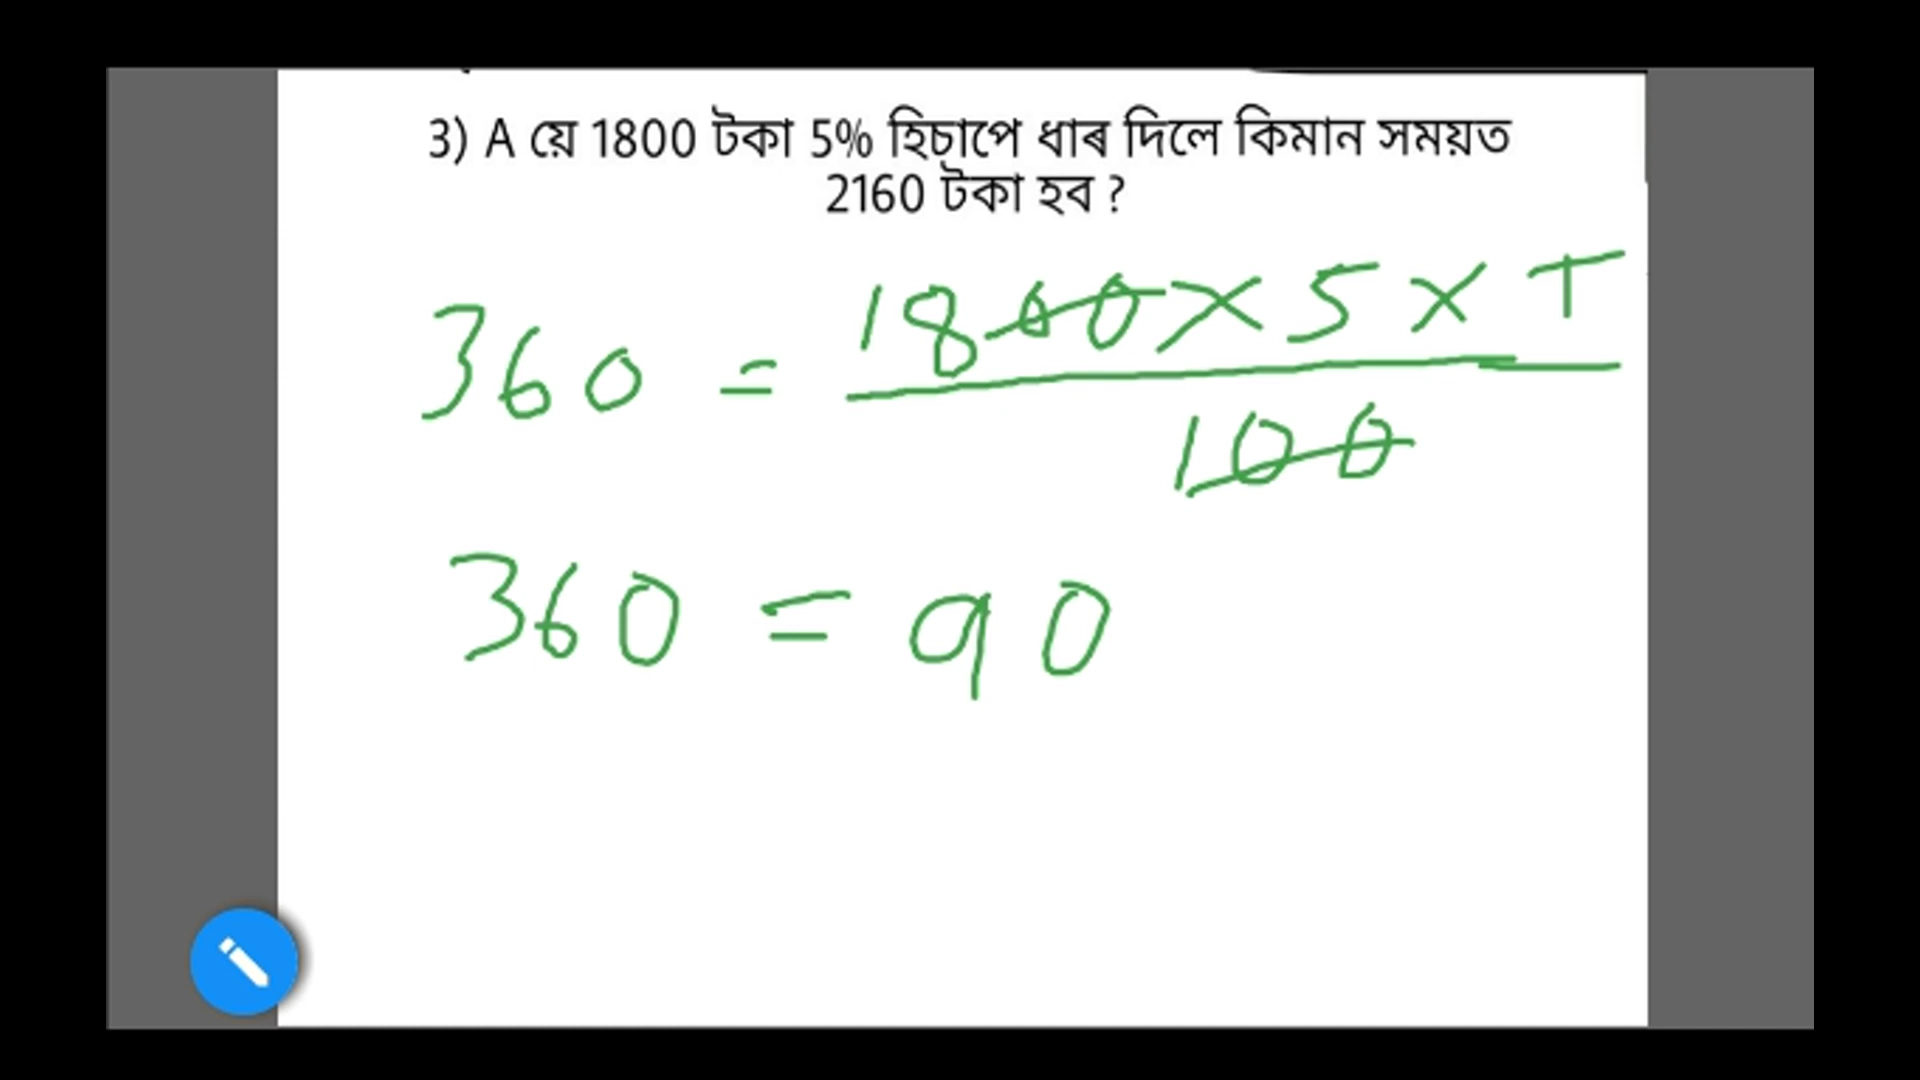 3) A য়ে 1800 টকা 5% হিচাপে ধাৰ দিলে কিমান সময়ত
2160 টকা হব ?
360 = 1800 X 5 X T
100
360 = 90